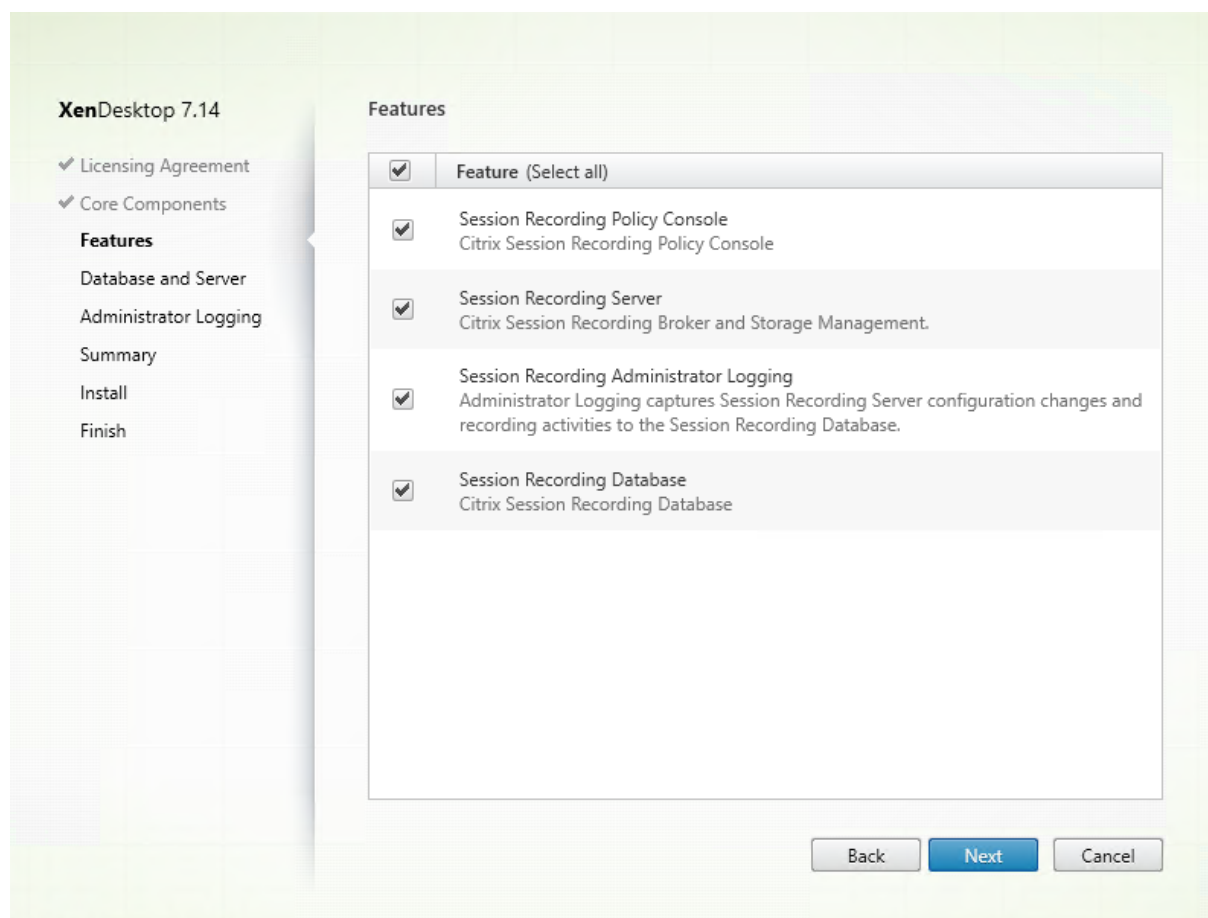 XenDesktop 7.14
Licensing Agreement
Core Components
Features
Database and Server
Administrator Logging
Summary
Install
Finish
Features
Feature (Select all)
Session Recording Policy Console
Citrix Session Recording Policy Console
Session Recording Server
Citrix Session Recording Broker and Storage Management.
Session Recording Administrator Logging
Administrator Logging captures Session Recording Server configuration changes and
recording activities to the Session Recording Database.
Session Recording Database
Citrix Session Recording Database
Back
Next
Cancel